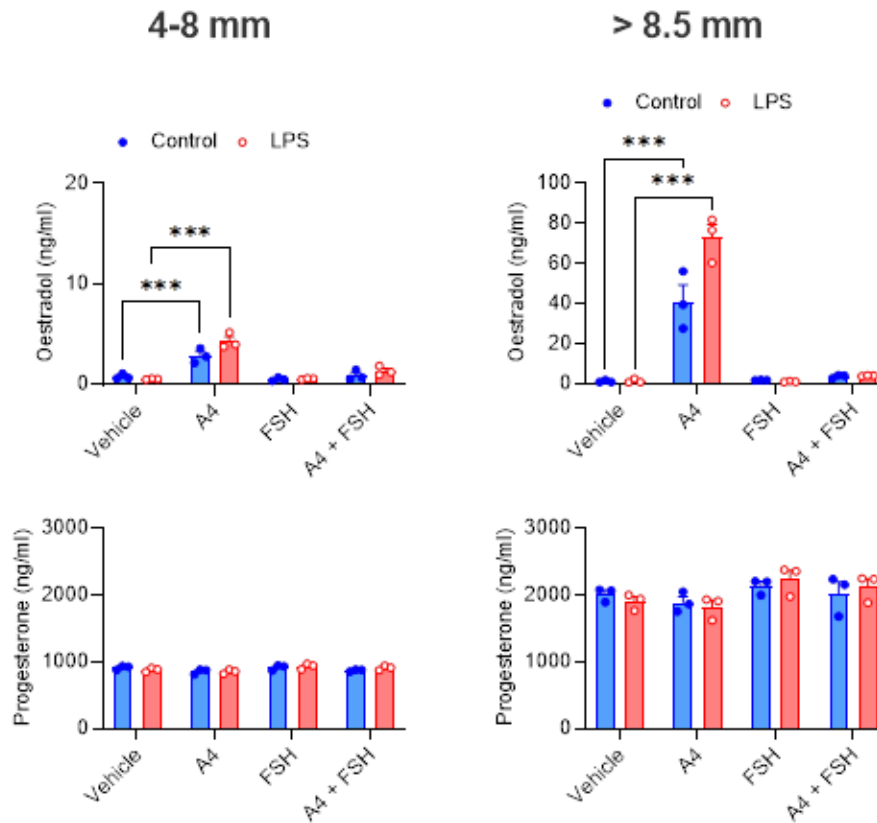 4-8 mm
> 8.5 mm
Control
LPS
Control
LPS
Oestradol (ng/ml)
20
10
0
***
***
Vehicle
A4
FSH
A4 + FSH
Oestradol (ng/ml)
100
80
60
40
20
0
***
***
Vehicle
A4
FSH
A4 + FSH
Progesterone (ng/ml)
3000
2000
1000
0
Vehicle
A4
FSH
A4 + FSH
Progesterone (ng/ml)
3000
2000
1000
0
Vehicle
A4
FSH
A4 + FSH